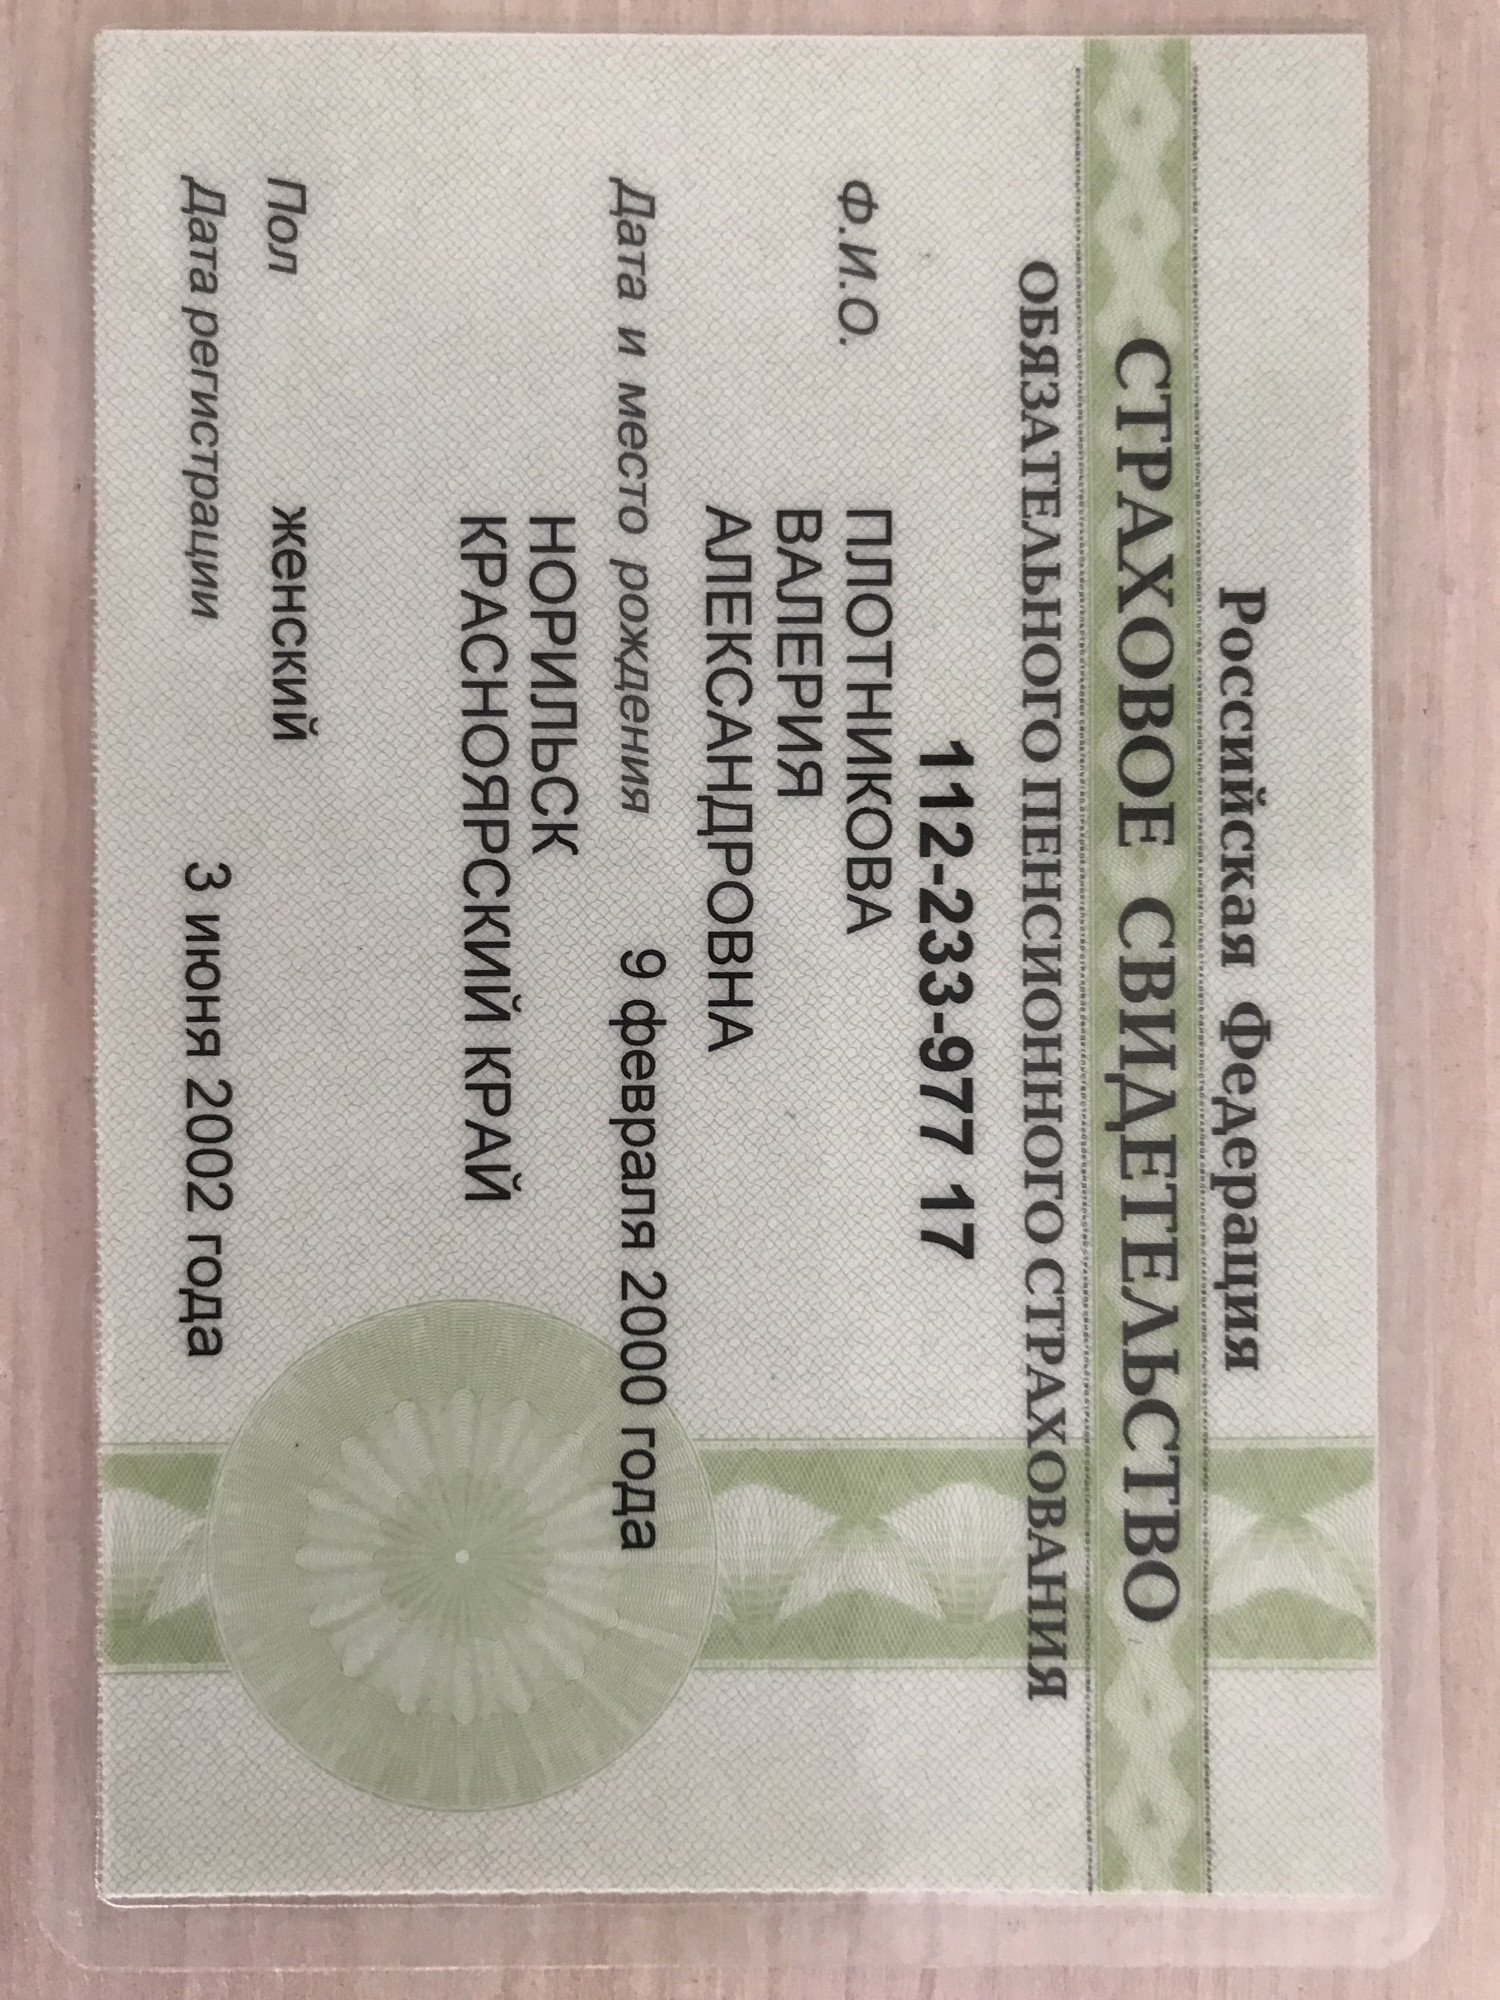 Российская Федерация
СТРАХОВОЕ СВИДЕТЕЛЬСТВО
ОБЯЗАТЕЛЬНОГО ПЕНСИОННОГО СТРАХОВАНИЯ
112-233-977 17
Ф.И.О. ПЛОТНИКОВА
ВАЛЕРИЯ
АЛЕКСАНДРОВНА
Дата и место рождения 9 февраля 2000 года
НОРИЛЬСК
КРАСНОЯРСКИЙ КРАЙ
Пол женский
Дата регистрации 3 июня 2002 года